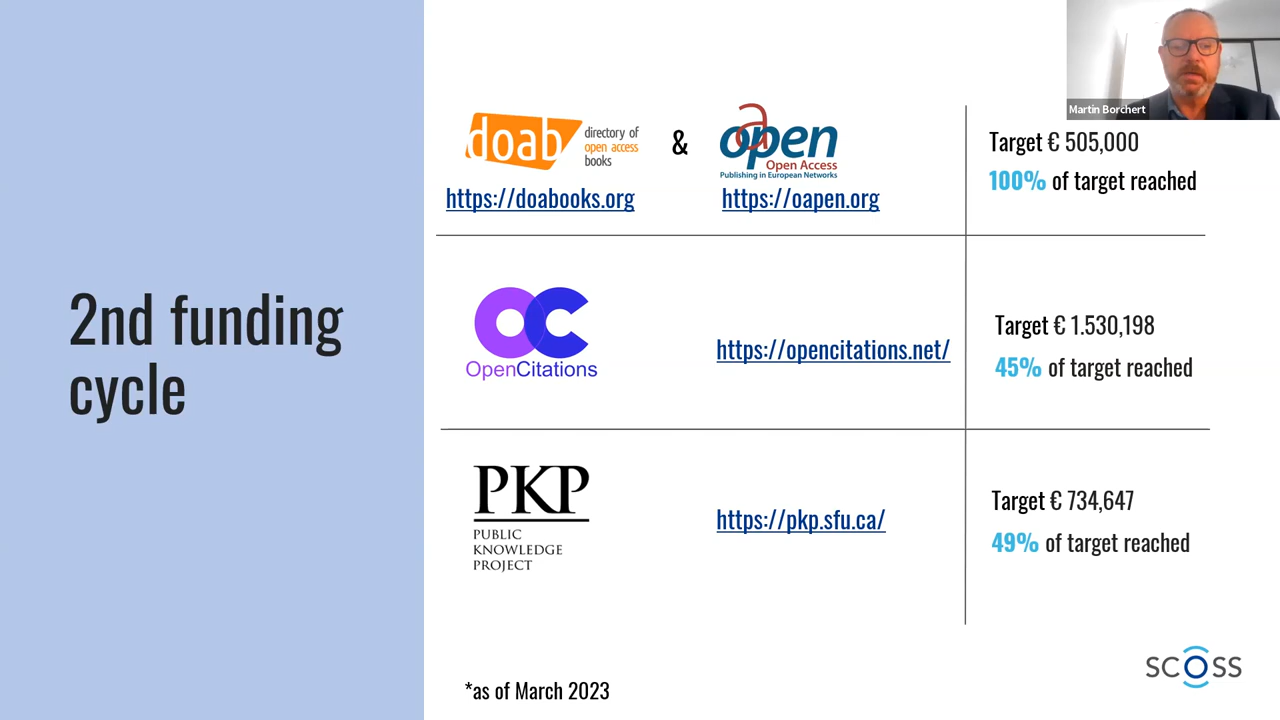 2nd funding
cycle
doab
directory of
open access
books
&
oapen
Open Access
Publishing in European Networks
https://doabooks.org
https://oapen.org
Target € 505,000
100% of target reached
OC
OpenCitations
https://opencitations.net/
Target € 1.530,198
45% of target reached
PKP
PUBLIC
KNOWLEDGE
PROJECT
https://pkp.sfu.ca/
Target € 734,647
49% of target reached
*as of March 2023
SCOSS
Martin Borchert